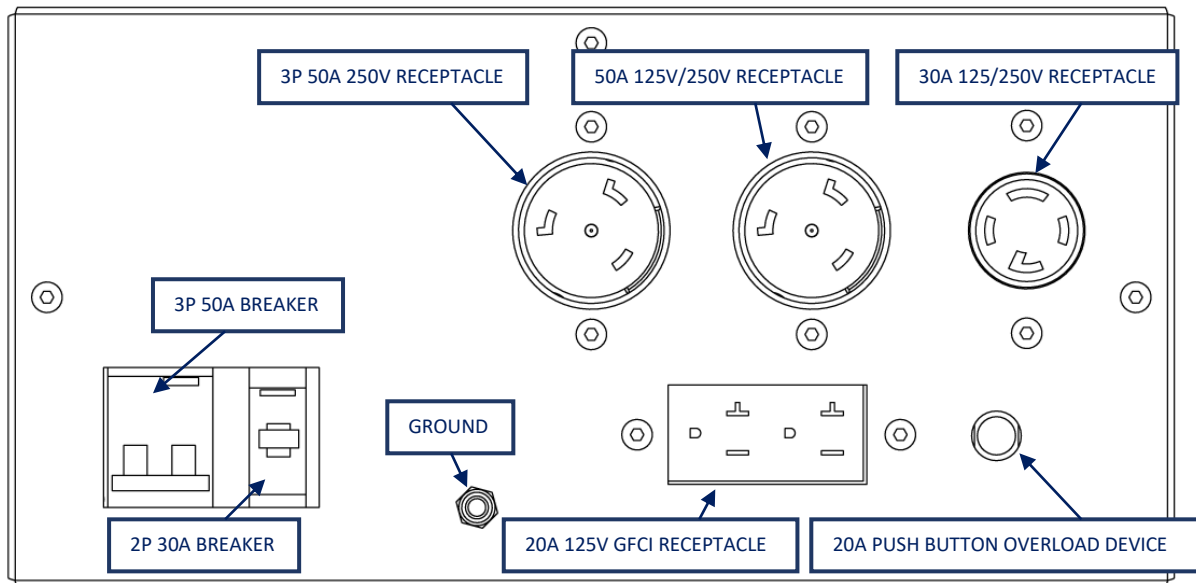 3P 50A 250V RECEPTACLE
50A 125V/250V RECEPTACLE
30A 125/250V RECEPTACLE
3P 50A BREAKER
GROUND
2P 30A BREAKER
20A 125V GFCI RECEPTACLE
20A PUSH BUTTON OVERLOAD DEVICE